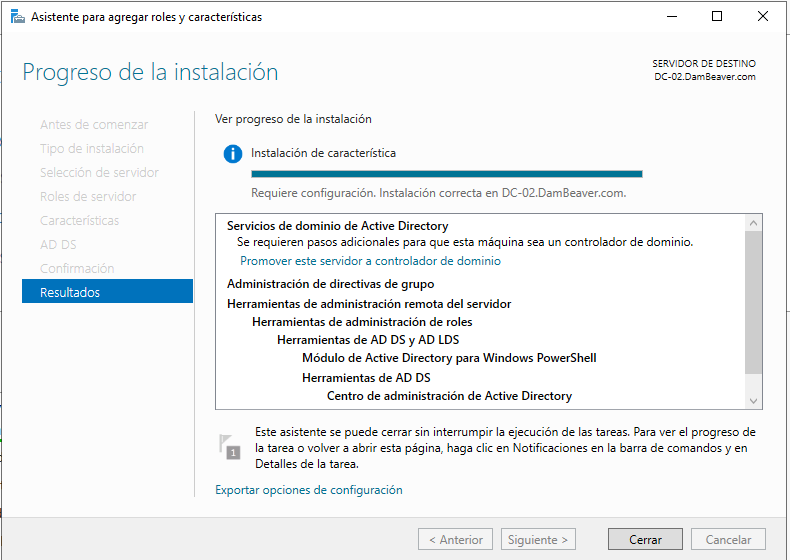 Asistente para agregar roles y características
Progreso de la instalación
SERVIDOR DE DESTINO
DC-02.DamBeaver.com
Antes de comenzar
Tipo de instalación
Selección de servidor
Roles de servidor
Características
AD DS
Confirmación
Resultados
Ver progreso de la instalación
Instalación de característica
Requiere configuración. Instalación correcta en DC-02.DamBeaver.com.
Servicios de dominio de Active Directory
Se requieren pasos adicionales para que esta máquina sea un controlador de dominio.
Promover este servidor a controlador de dominio
Administración de directivas de grupo
Herramientas de administración remota del servidor
Herramientas de administración de roles
Herramientas de AD DS y AD LDS
Módulo de Active Directory para Windows PowerShell
Herramientas de AD DS
Centro de administración de Active Directory
1
Este asistente se puede cerrar sin interrumpir la ejecución de las tareas. Para ver el progreso de
la tarea o volver a abrir esta página, haga clic en Notificaciones en la barra de comandos y en
Detalles de la tarea.
Exportar opciones de configuración
< Anterior
Siguiente >
Cerrar
Cancelar